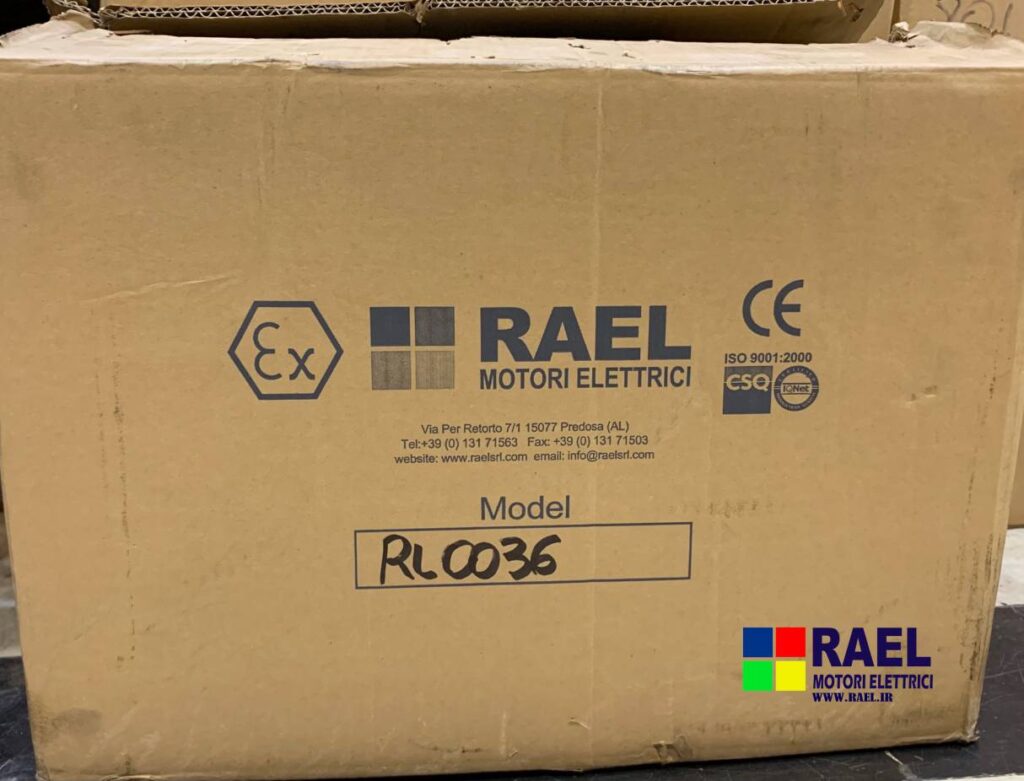 Ex
RAEL
MOTORI ELETTRICI
CE
ISO 9001:2000
CSQ
IQNet
Via Per Retorto 7/1 15077 Predosa (AL)
Tel:+39 (0) 131 71563 Fax: +39 (0) 131 71503
website: www.raelsrl.com email: info@raelsrl.com
Model
RL0036
RAEL
MOTORI ELETTRICI
WWW.RAEL.IR